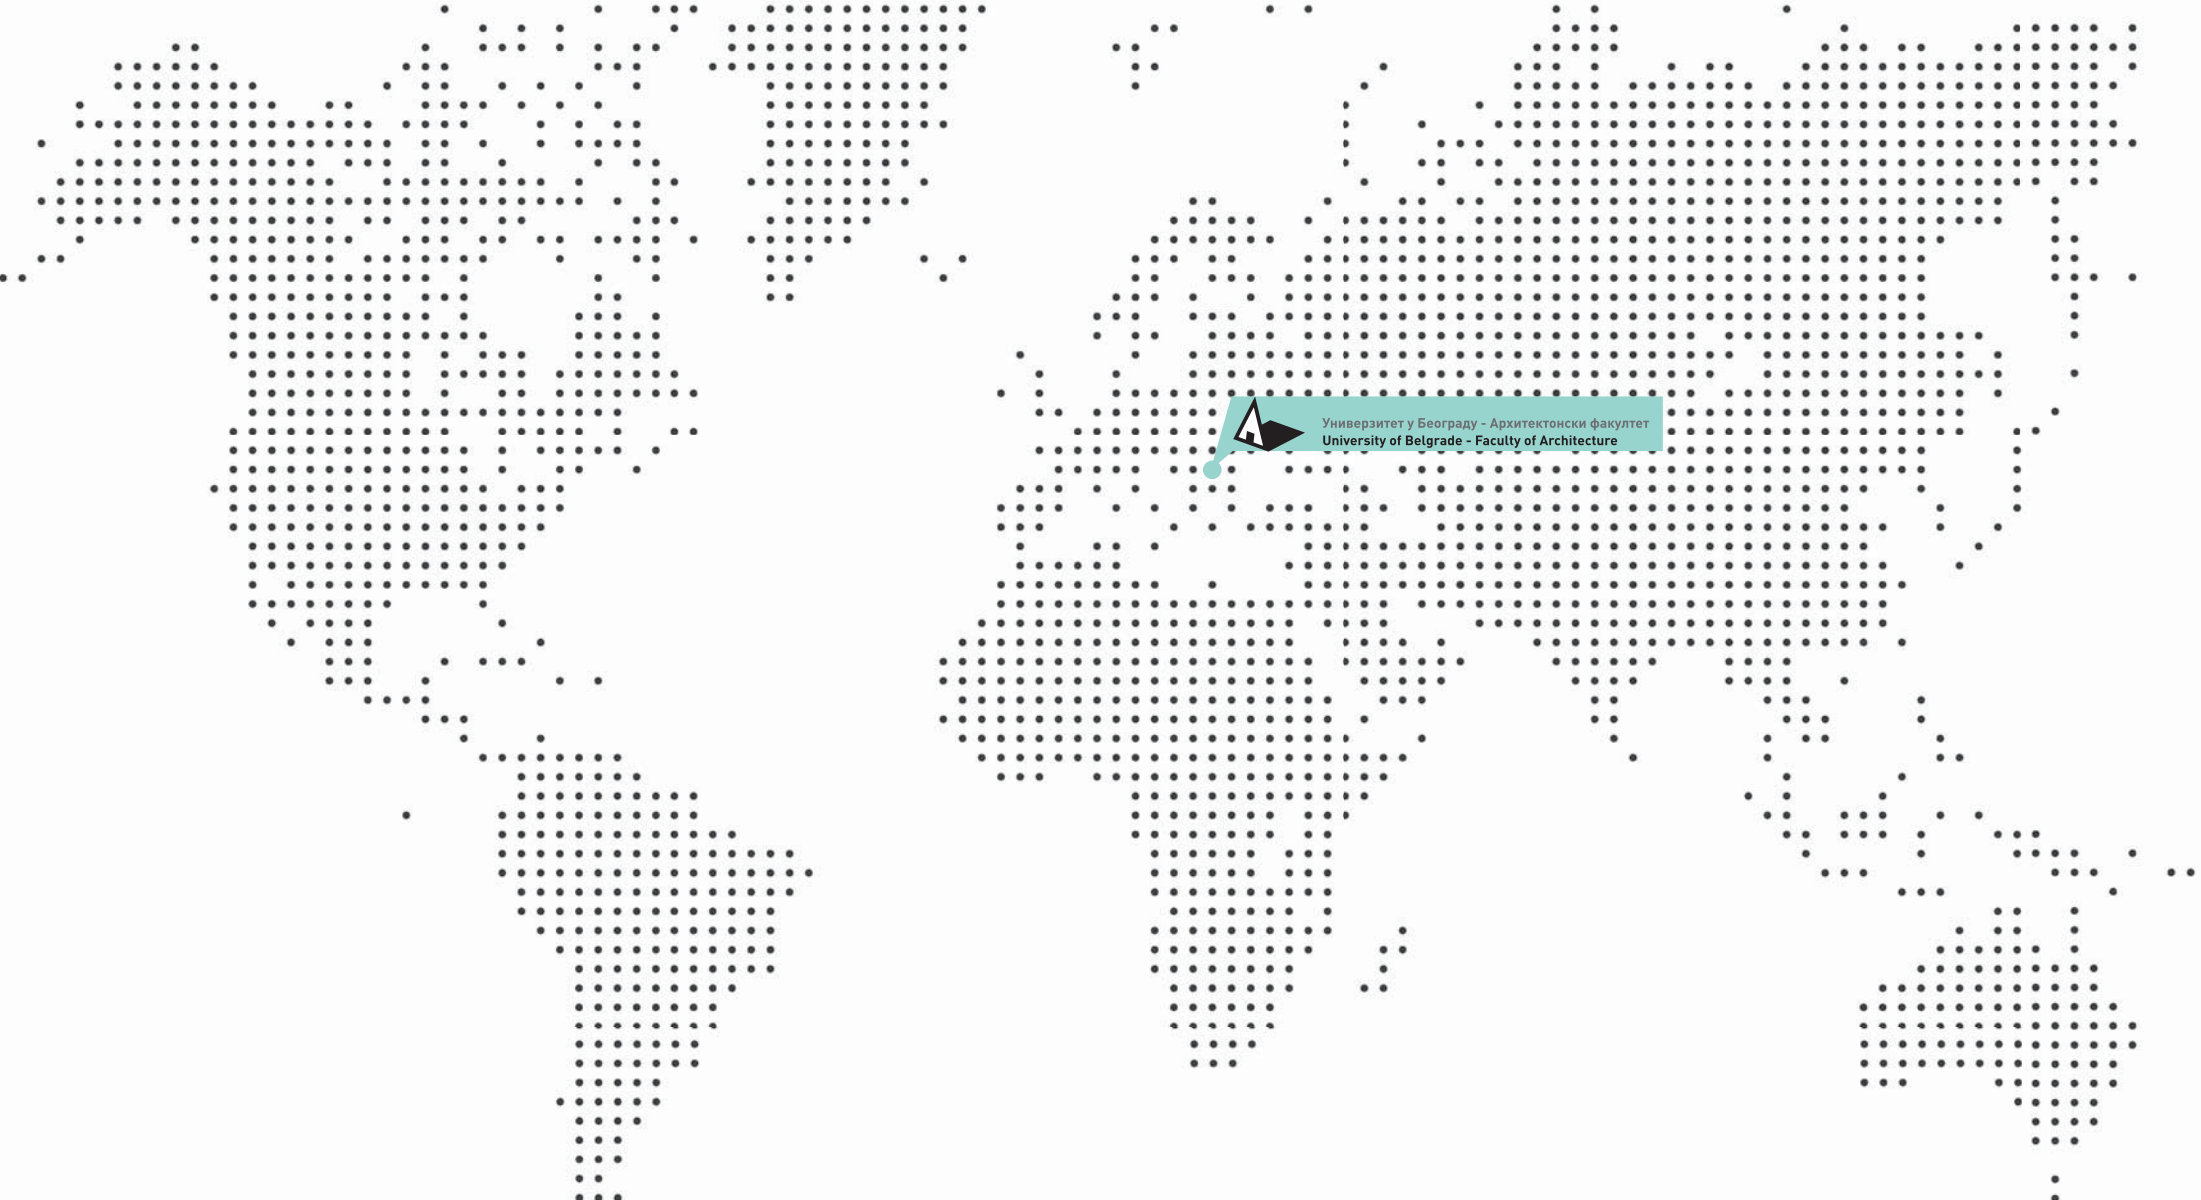 Универзитет у Београду - Архитектонски факултет
University of Belgrade - Faculty of Architecture